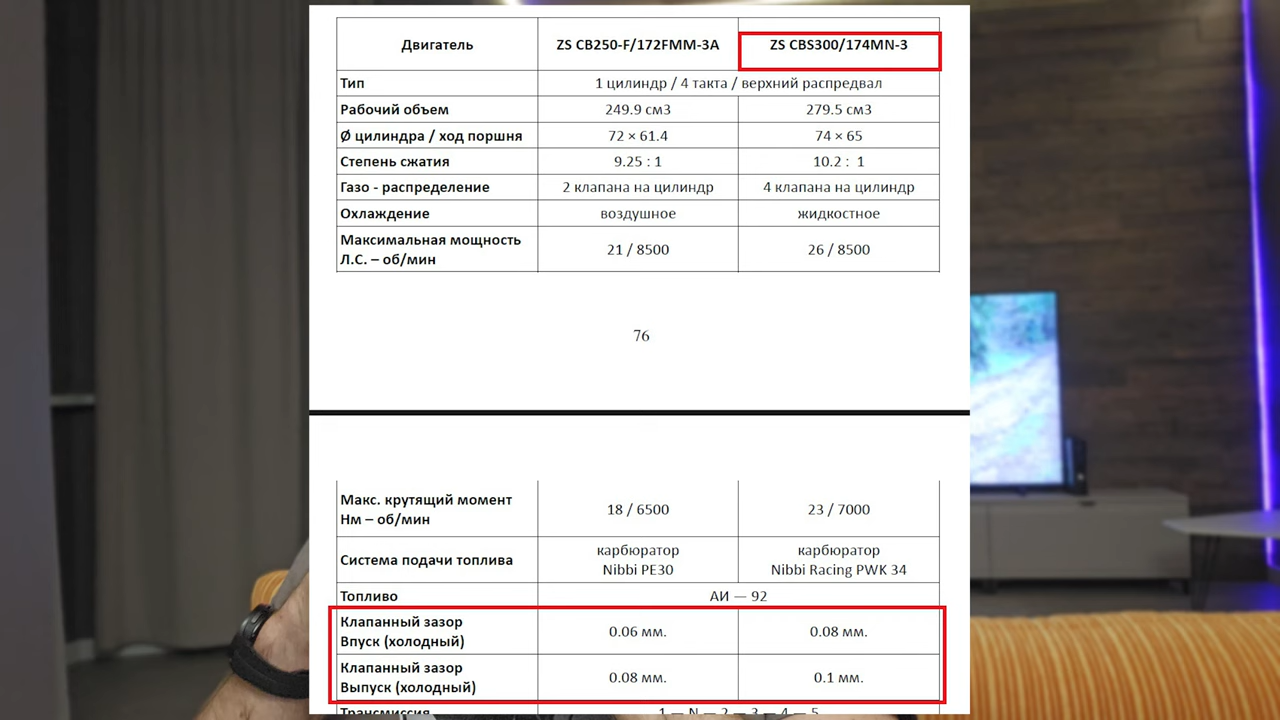 Двигатель ZS CB250-F/172FMM-3A ZS CBS300/174MN-3
Тип 1 цилиндр / 4 такта / верхний распредвал
Рабочий объем 249.9 см3 279.5 см3
Ø цилиндра / ход поршня 72 × 61.4 74 × 65
Степень сжатия 9.25 : 1 10.2 : 1
Газо - распределение 2 клапана на цилиндр 4 клапана на цилиндр
Охлаждение воздушное жидкостное
Максимальная мощность
Л.С. – об/мин 21 / 8500 26 / 8500
76
Макс. крутящий момент
Нм – об/мин 18 / 6500 23 / 7000
Система подачи топлива карбюратор
Nibbi PE30 карбюратор
Nibbi Racing PWK 34
Топливо АИ — 92
Клапанный зазор
Впуск (холодный) 0.06 мм. 0.08 мм.
Клапанный зазор
Выпуск (холодный) 0.08 мм. 0.1 мм.
Трансмиссия 1 — N — 2 — 3 — 4 — 5